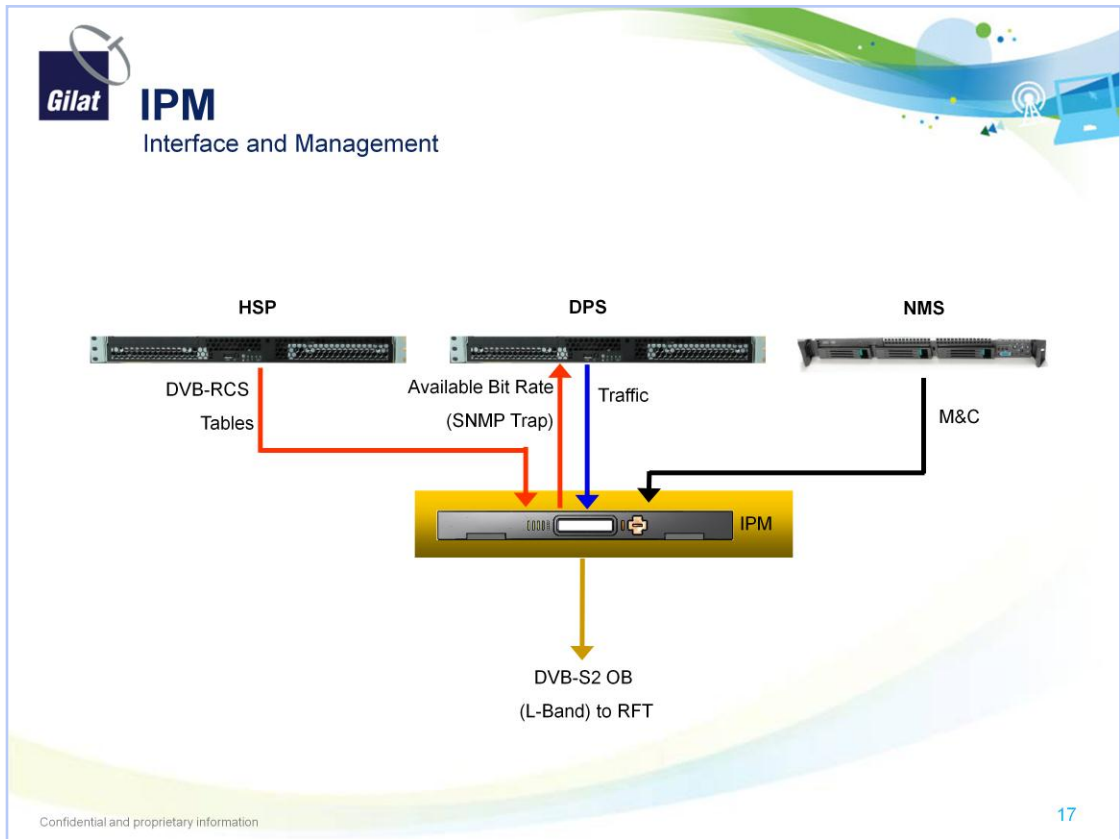 Gilat
IPM
Interface and Management
HSP
DPS
NMS
DVB-RCS
Tables
Available Bit Rate
(SNMP Trap)
Traffic
M&C
IPM
DVB-S2 OB
(L-Band) to RFT
Confidential and proprietary information
17